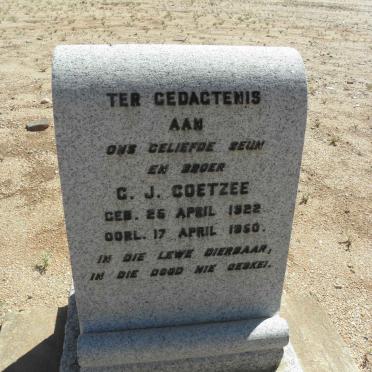 TER GEDAGTENIS
AAN
ONS GELIEFDE SEUN
EN BROER
C. J. COETZEE
GEB. 25 APRIL 1922
OORL. 17 APRIL 1950.
IN DIE LEWE DIERBAAR,
IN DIE DOOD NIE GESKEI.